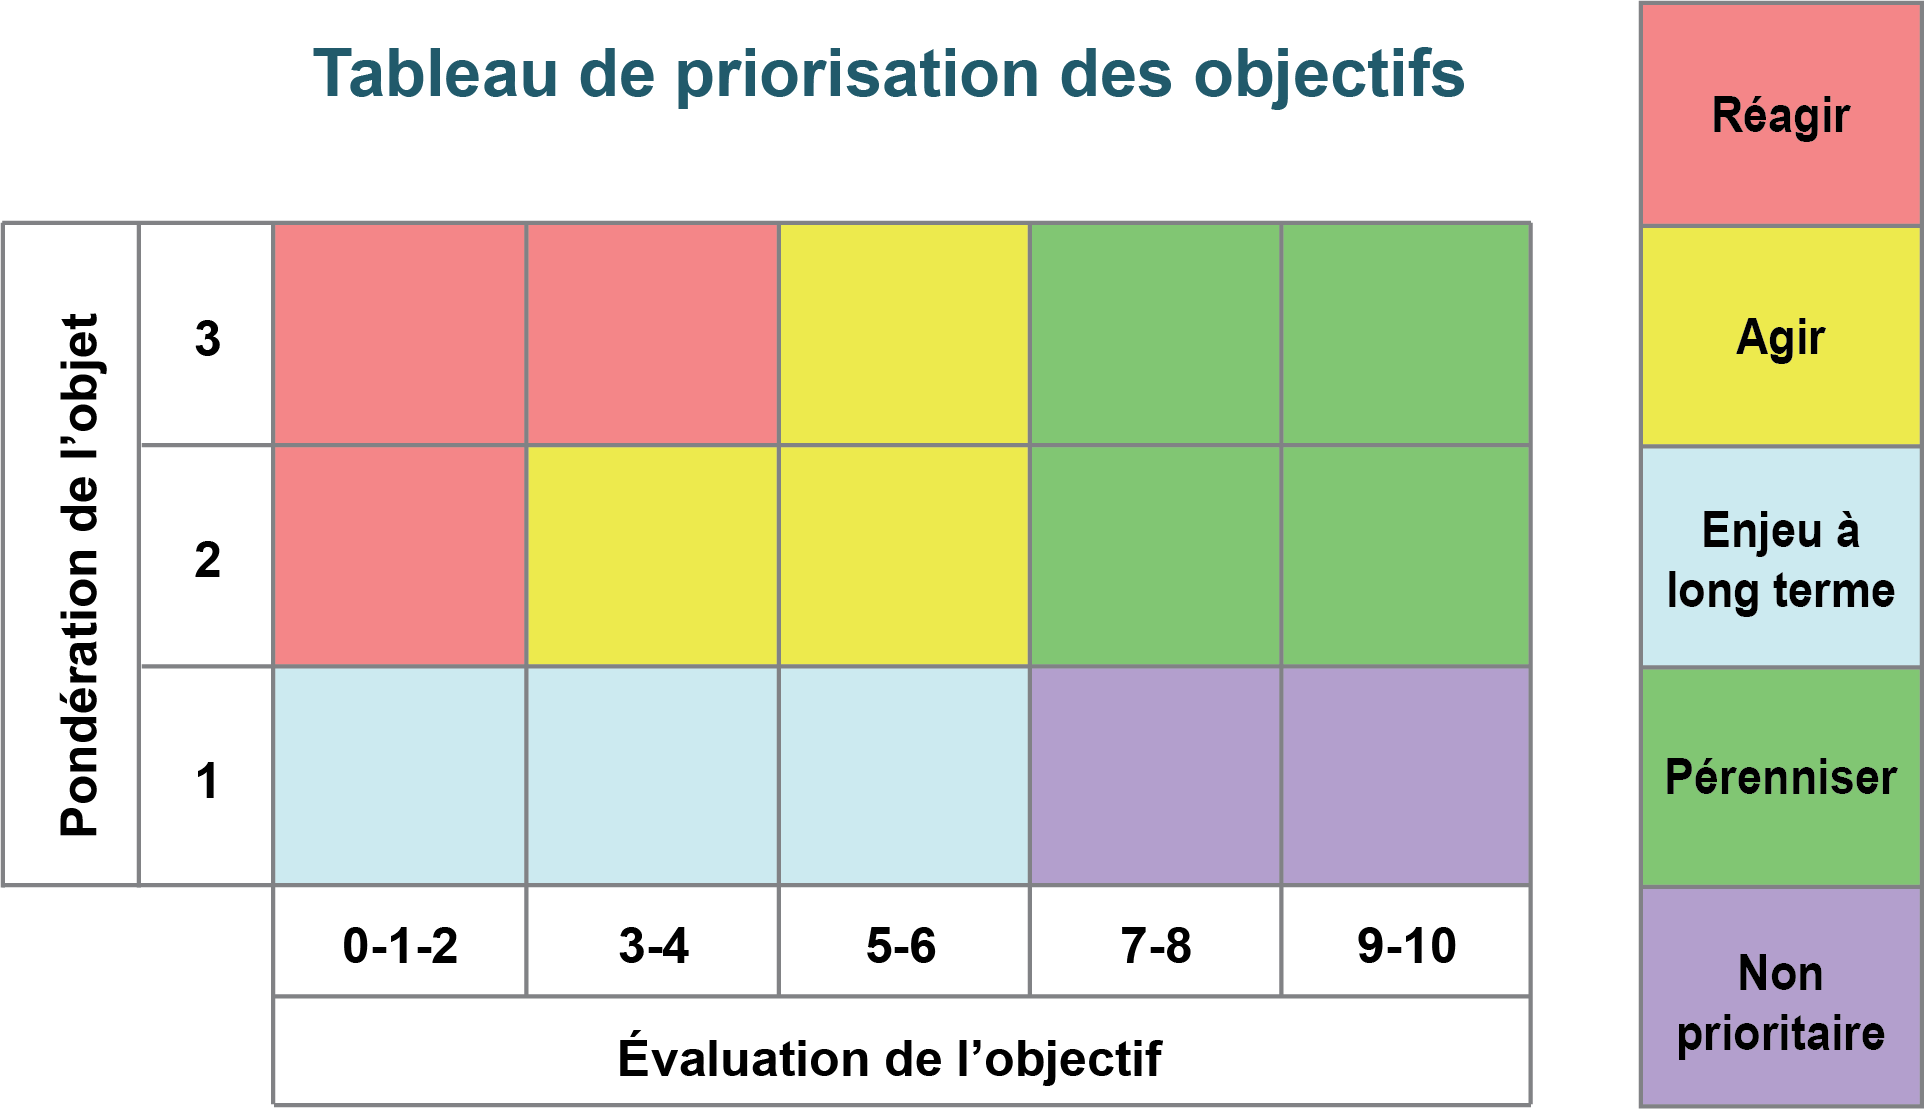 Tableau de priorisation des objectifs
Pondération de l’objet
3
2
1
0-1-2
3-4
5-6
7-8
9-10
Évaluation de l’objectif
Réagir
Agir
Enjeu à
long terme
Pérenniser
Non
prioritaire